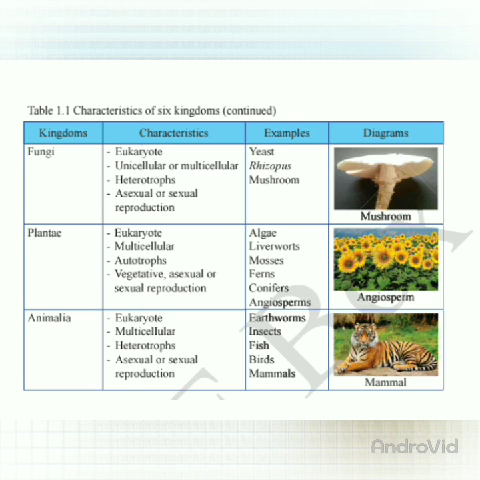 Table 1.1 Characteristics of six kingdoms (continued)
Kingdoms Characteristics Examples Diagrams
Fungi
- Eukaryote
- Unicellular or multicellular
- Heterotrophs
- Asexual or sexual
reproduction
Yeast
Rhizopus
Mushroom
Mushroom
Plantae
- Eukaryote
- Multicellular
- Autotrophs
- Vegetative, asexual or
sexual reproduction
Algae
Liverworts
Mosses
Ferns
Conifers
Angiosperms
Angiosperm
Animalia
- Eukaryote
- Multicellular
- Heterotrophs
- Asexual or sexual
reproduction
Earthworms
Insects
Fish
Birds
Mammals
Mammal
AndroVid